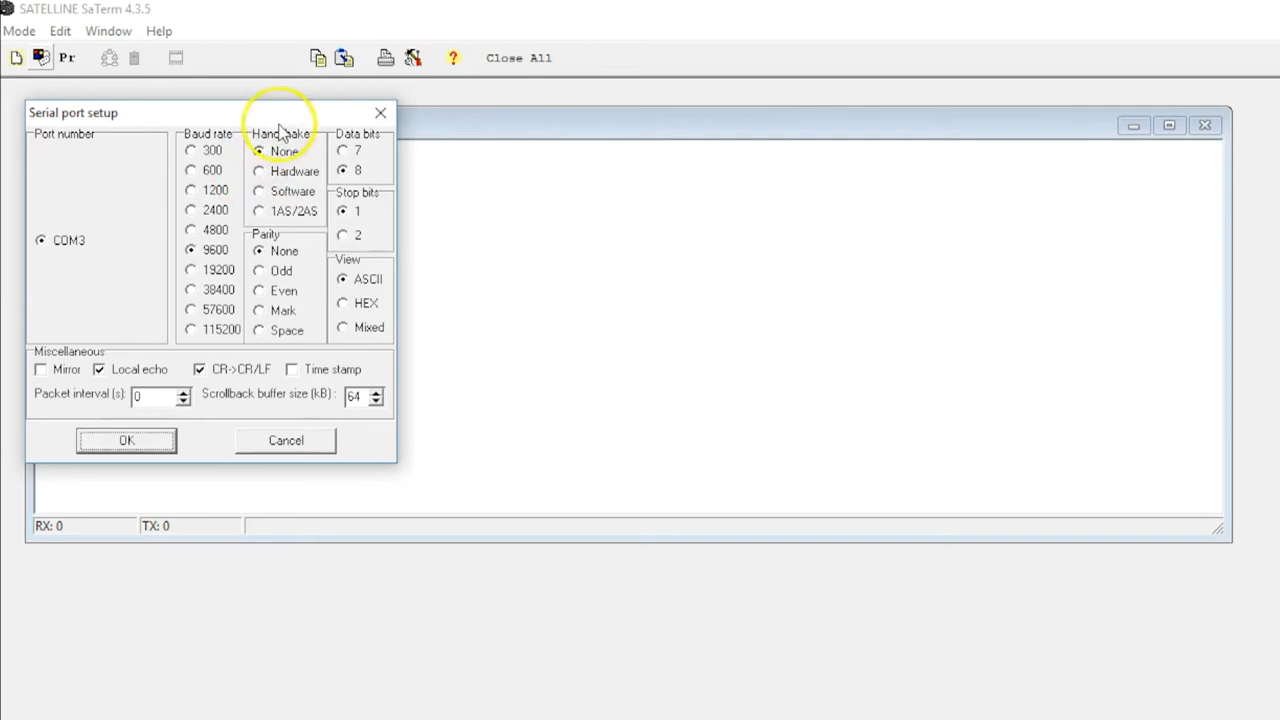 SATELLINE SaTerm 4.3.5
Mode Edit Window Help
Pr Close All
Serial port setup
Port number
COM3
Baud rate
300
600
1200
2400
4800
9600
19200
38400
57600
115200
None
Hardware
Software
1AS/2AS
Parity
None
Odd
Even
Mark
Space
Data bits
7
8
Stop bits
1
2
View
ASCII
HEX
Mixed
Miscellaneous
Mirror Local echo CR->CR/LF Time stamp
Packet interval (s): 0 Scrollback buffer size (kB) : 64
OK Cancel
RX: 0 TX: 0